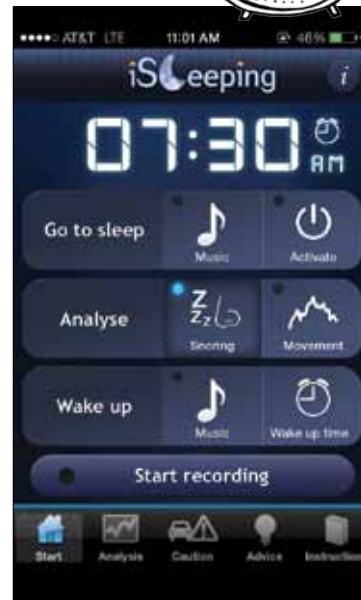 AT&T LTE 11:01 AM 46%
iSleeping i
07:30 AM
Go to sleep Music Activate
Analyse Z Z Z Snoring Movement
Wake up Music Wake up time
Start recording
Start Analysis Caution Advice Instruction